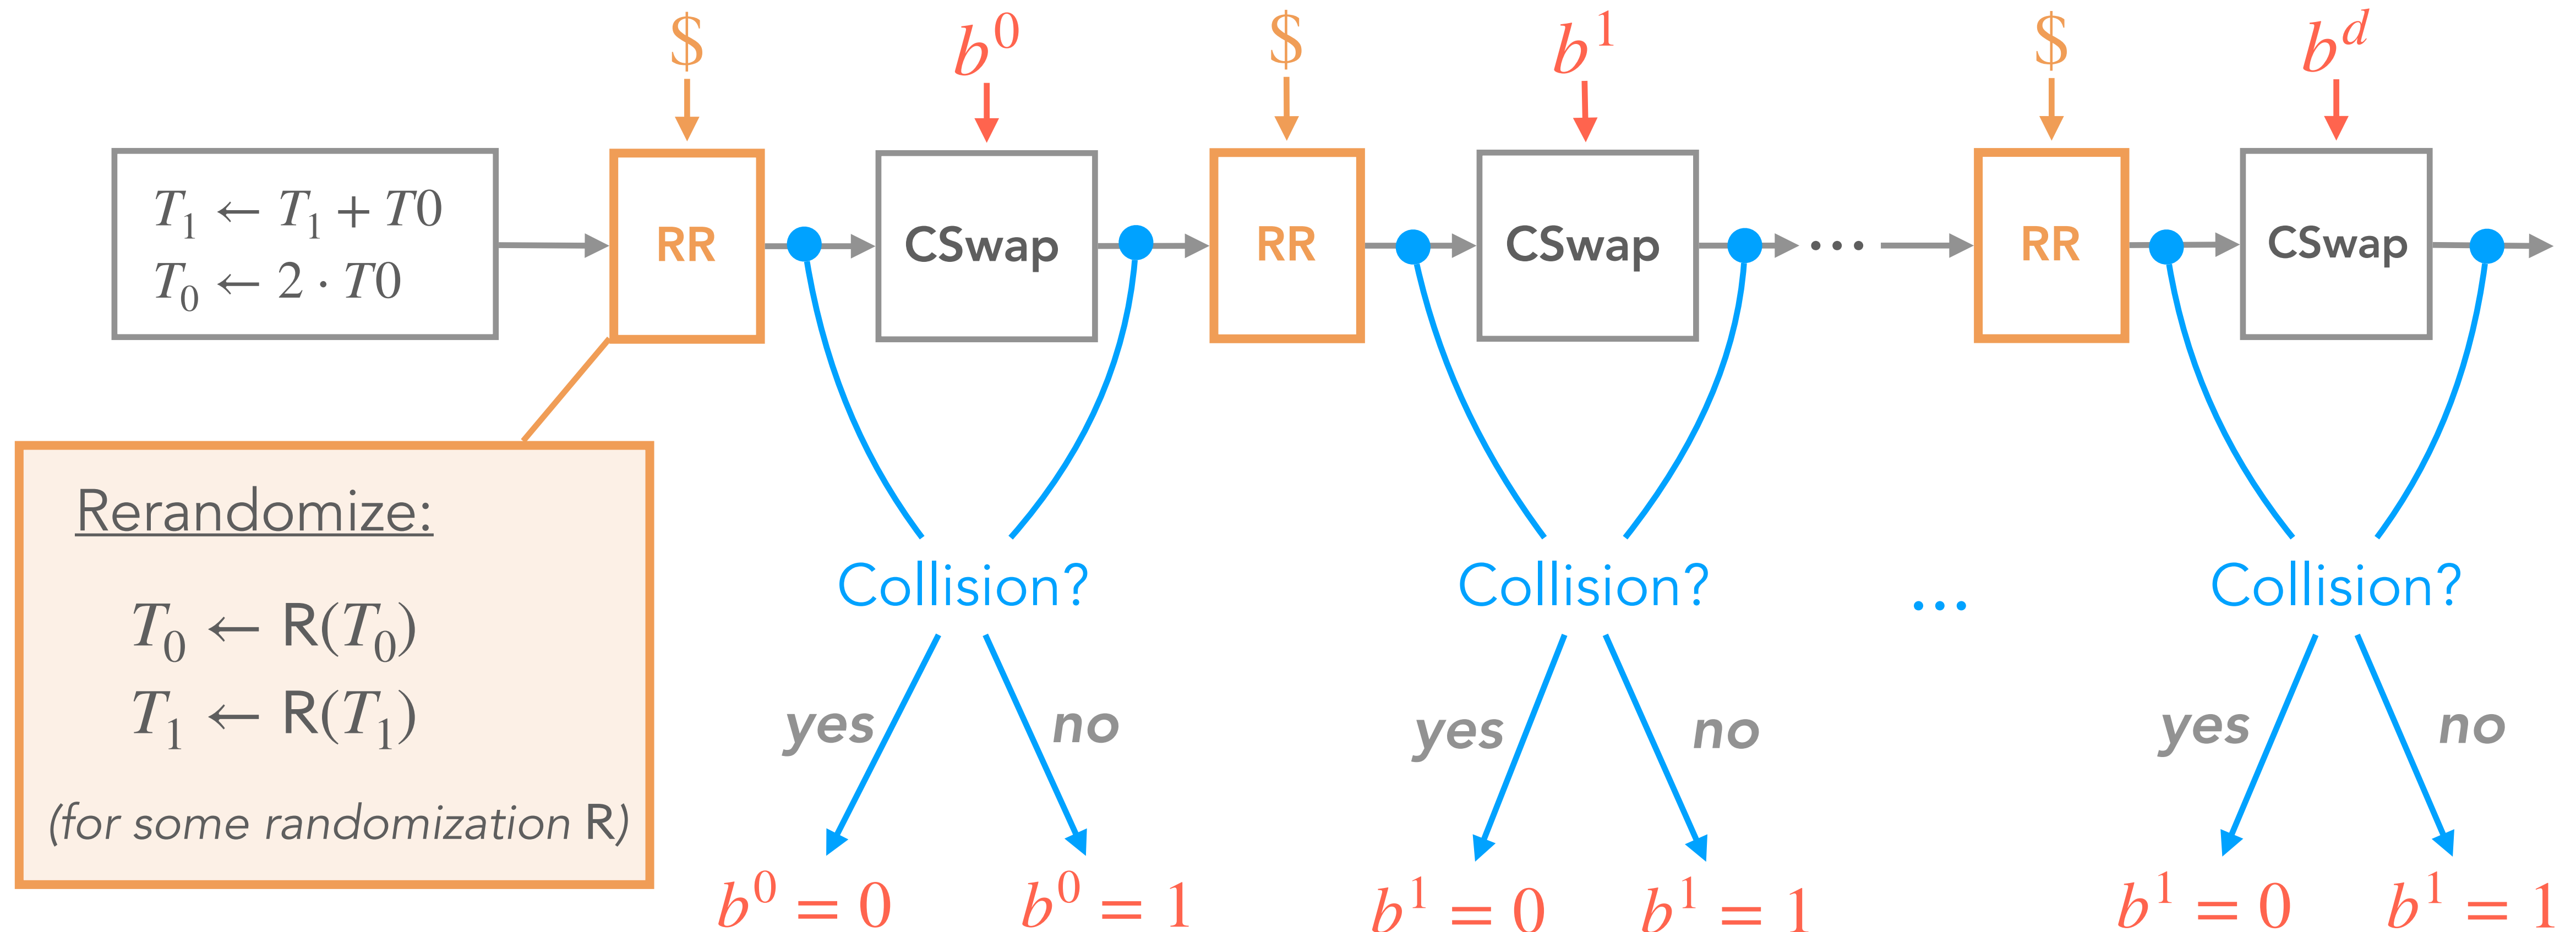 $ b^0 $ b^1 $ b^d
T_1 ← T_1 + T0
T_0 ← 2 · T0
RR CSwap RR CSwap ... RR CSwap
Rerandomize:
T_0 ← R(T_0)
T_1 ← R(T_1)
(for some randomization R)
Collision? Collision? ... Collision?
yes no yes no yes no
b^0 = 0 b^0 = 1 b^1 = 0 b^1 = 1 b^1 = 0 b^1 = 1